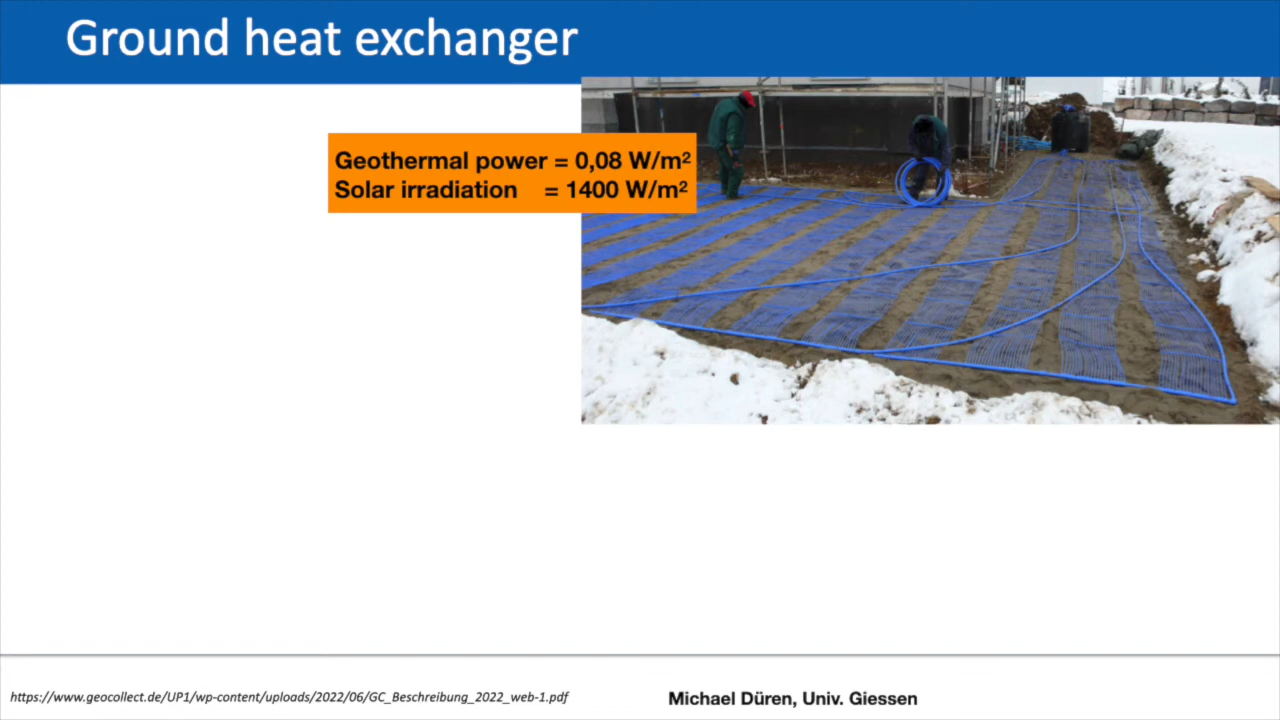 Ground heat exchanger
Geothermal power = 0,08 W/m²
Solar irradiation = 1400 W/m²
https://www.geocollect.de/UP1/wp-content/uploads/2022/06/GC_Beschreibung_2022_web-1.pdf
Michael Düren, Univ. Giessen